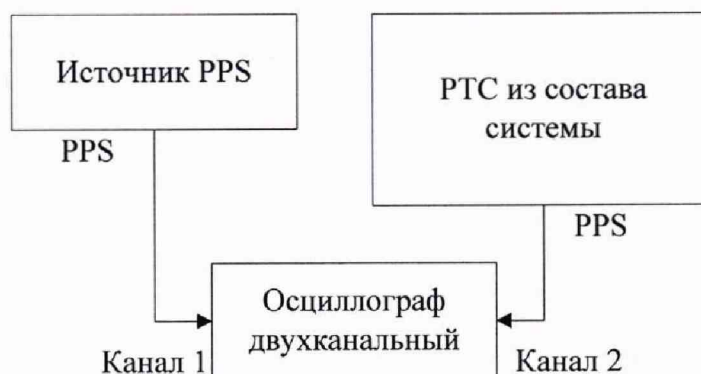 Источник PPS
PPS
РТС из состава
системы
PPS
Осциллограф
двухканальный
Канал 1
Канал 2